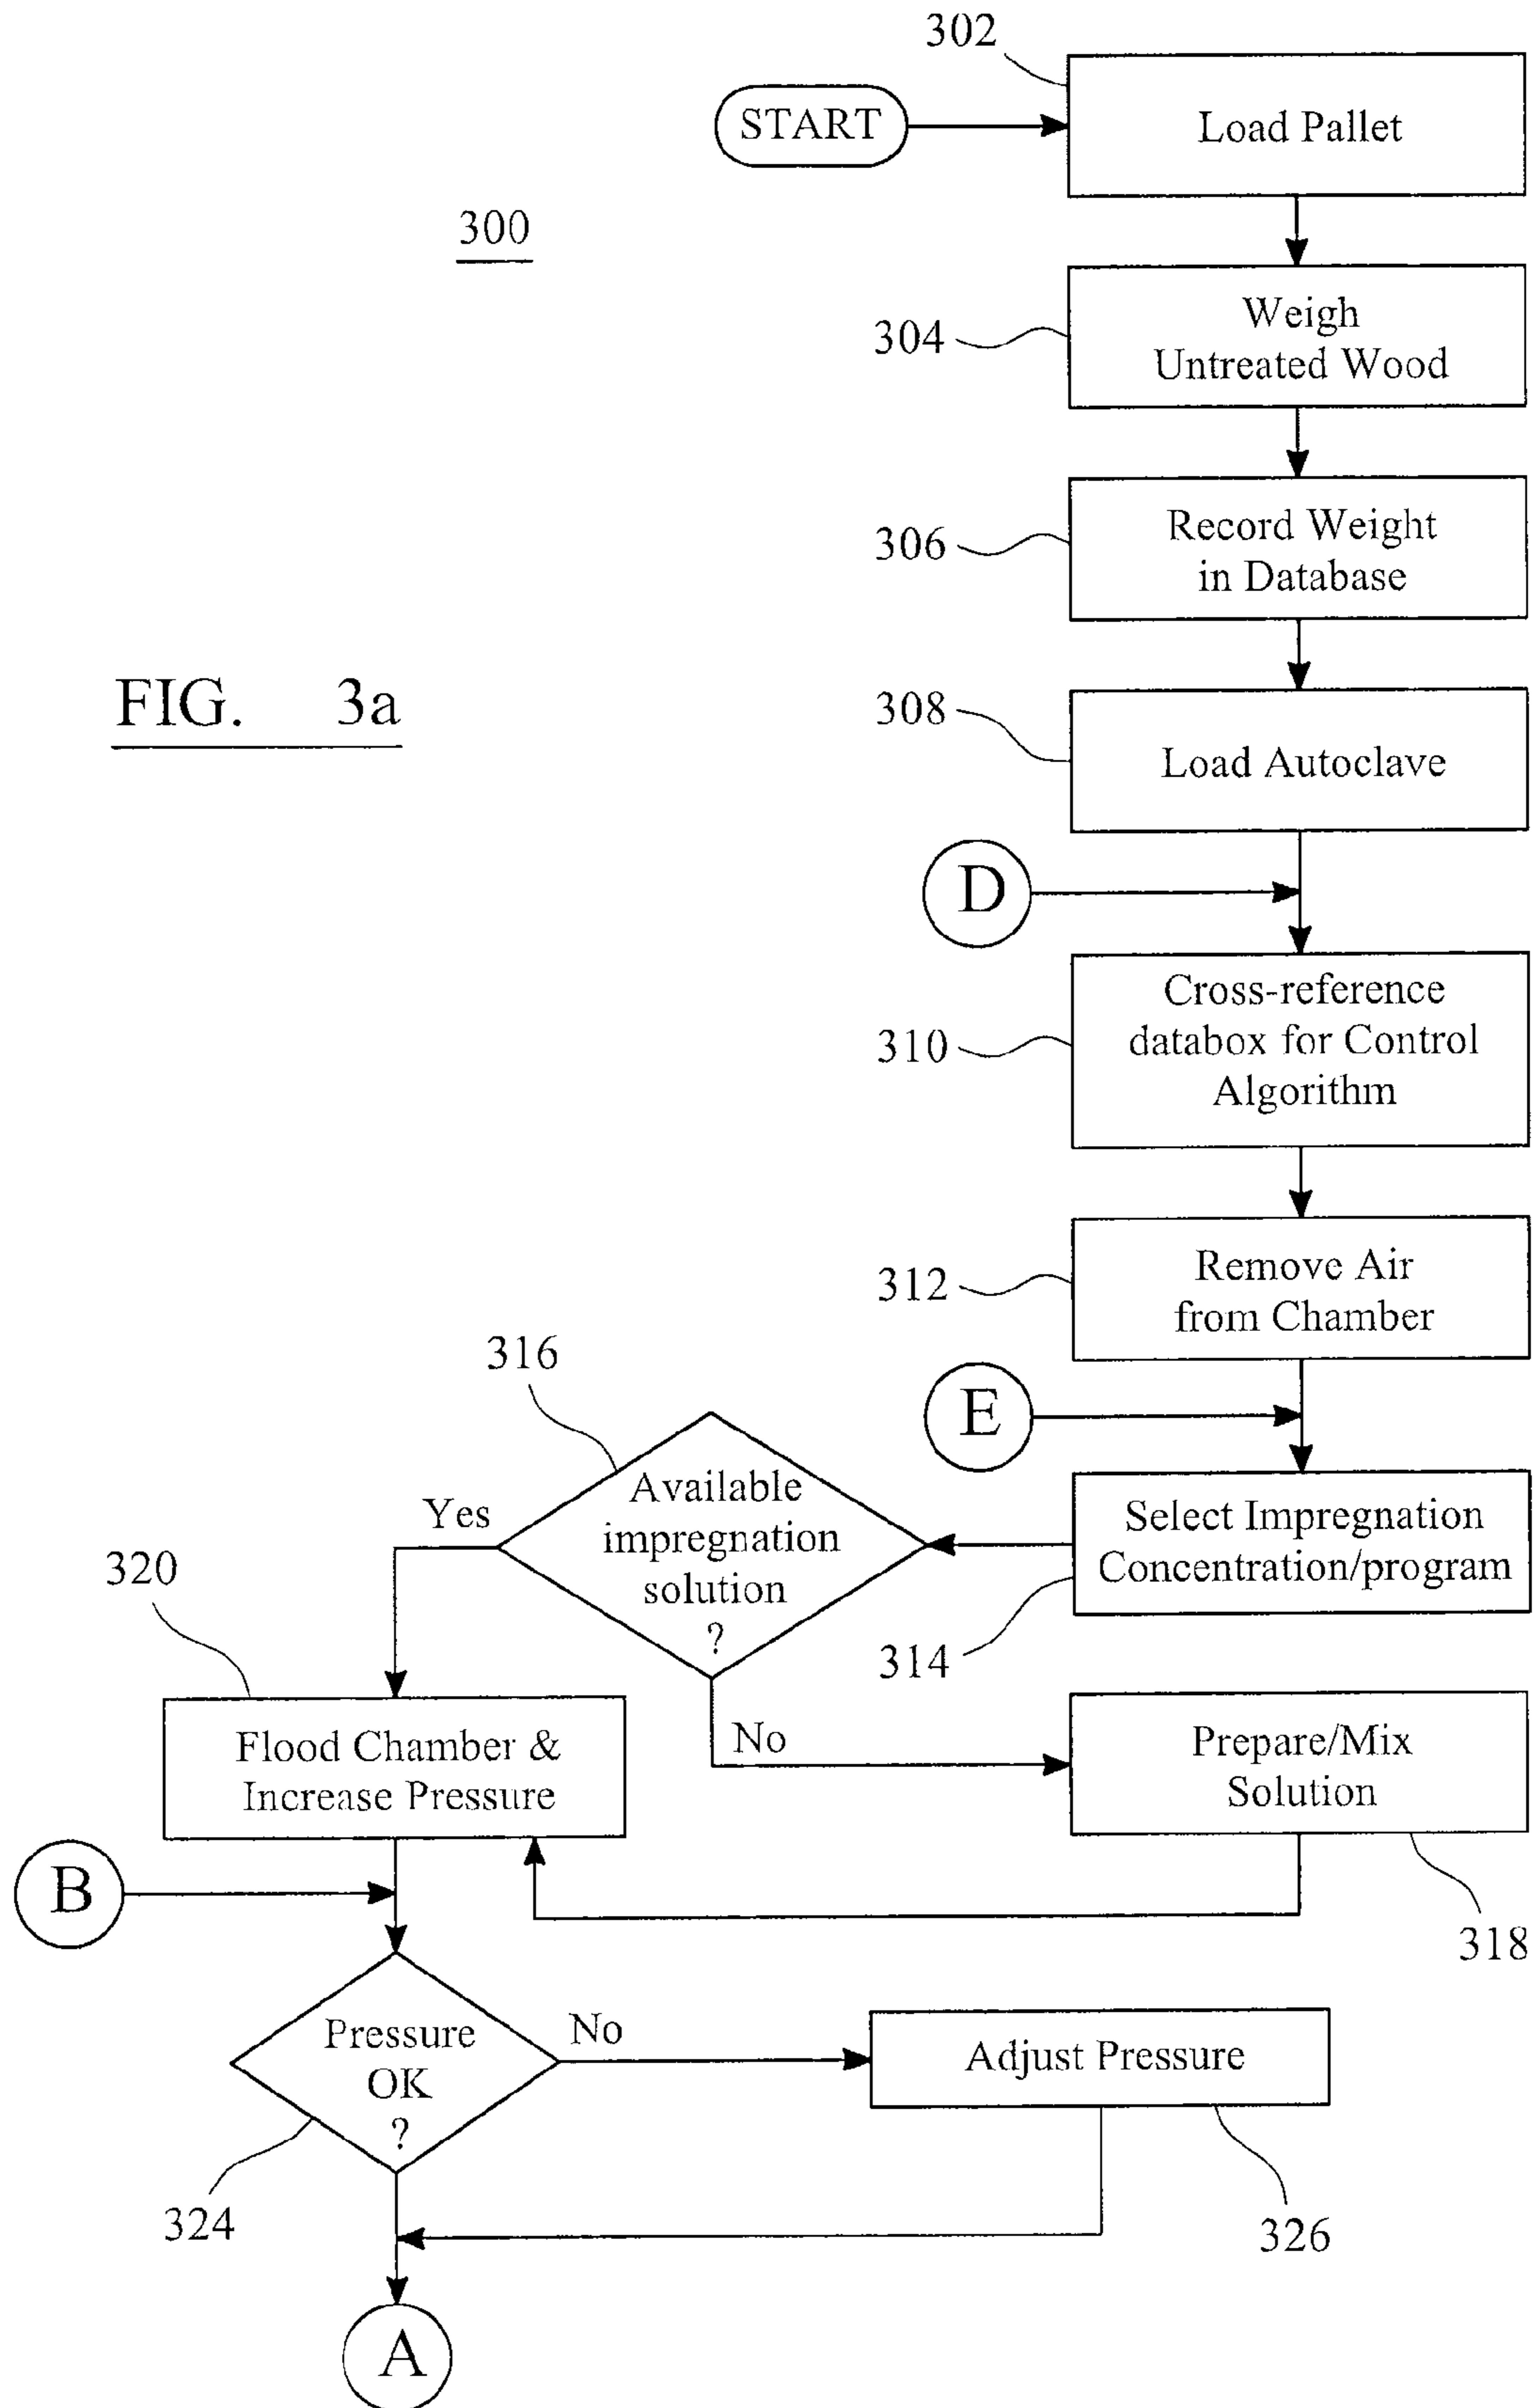 302
START
Load Pallet
300
304
Weigh
Untreated Wood
306
Record Weight
in Database
FIG. 3a
308
Load Autoclave
D
310
Cross-reference
databox for Control
Algorithm
312
Remove Air
from Chamber
316
E
Available
impregnation
solution
?
Yes
Select Impregnation
Concentration/program
314
320
No
Flood Chamber &
Increase Pressure
Prepare/Mix
Solution
318
B
Pressure
OK
?
No
Adjust Pressure
324
326
A